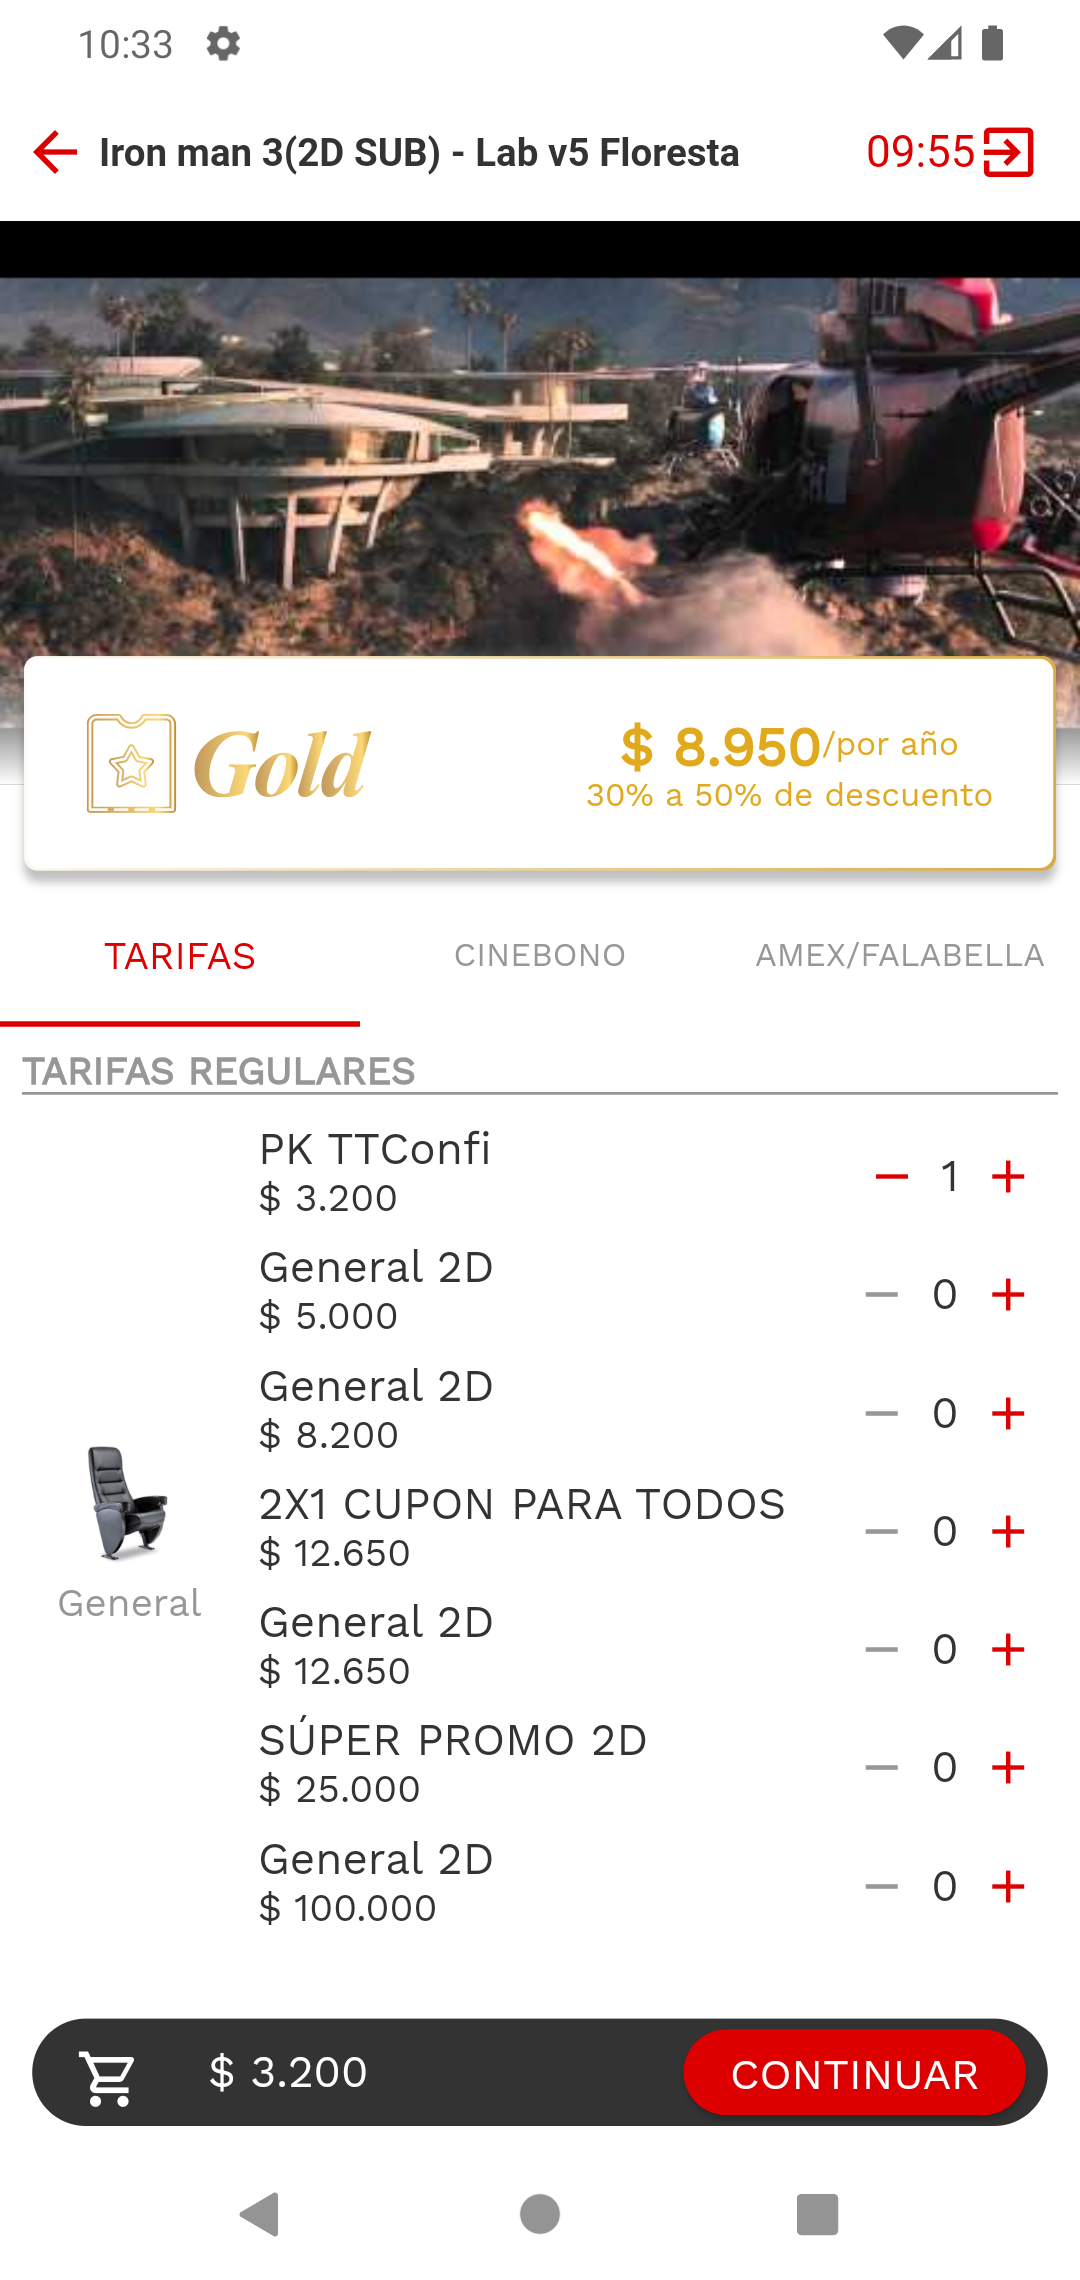 10:33
Iron man 3(2D SUB) - Lab v5 Floresta
09:55
Gold
$ 8.950/por año
30% a 50% de descuento
TARIFAS
CINEBONO
AMEX/FALABELLA
TARIFAS REGULARES
PK TTConfi
$ 3.200
1
General 2D
$ 5.000
0
General 2D
$ 8.200
0
2X1 CUPON PARA TODOS
$ 12.650
0
General
General 2D
$ 12.650
0
SÚPER PROMO 2D
$ 25.000
0
General 2D
$ 100.000
0
$ 3.200
CONTINUAR